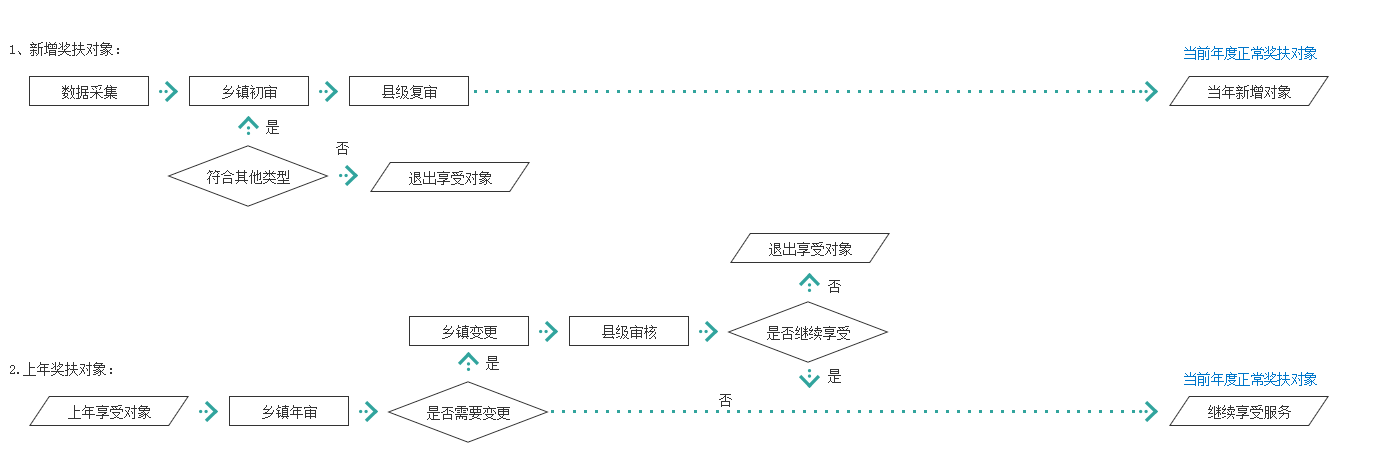 1、新增奖扶对象：
当前年度正常奖扶对象
数据采集
乡镇初审
县级复审
当年新增对象
是
否
符合其他类型
退出享受对象
退出享受对象
否
乡镇变更
县级审核
是否继续享受
是
是
2.上年奖扶对象：
当前年度正常奖扶对象
否
上年享受对象
乡镇年审
是否需要变更
继续享受服务